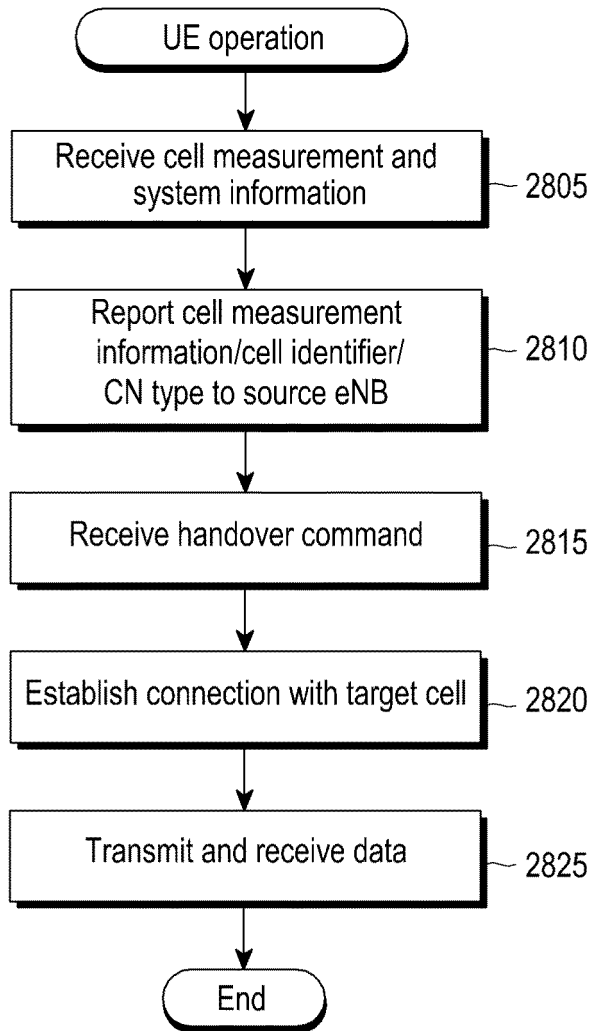 UE operation
Receive cell measurement and
system information
2805
Report cell measurement
information/cell identifier/
CN type to source eNB
2810
Receive handover command
2815
Establish connection with target cell
2820
Transmit and receive data
2825
End